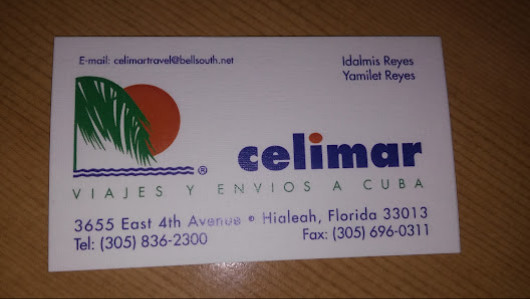 E-mail: celimartravel@bellsouth.net
Idalmis Reyes
Yamilet Reyes
®
celimar
VIAJES Y ENVIOS A CUBA
3655 East 4th Avenue • Hialeah, Florida 33013
Tel: (305) 836-2300 Fax: (305) 696-0311